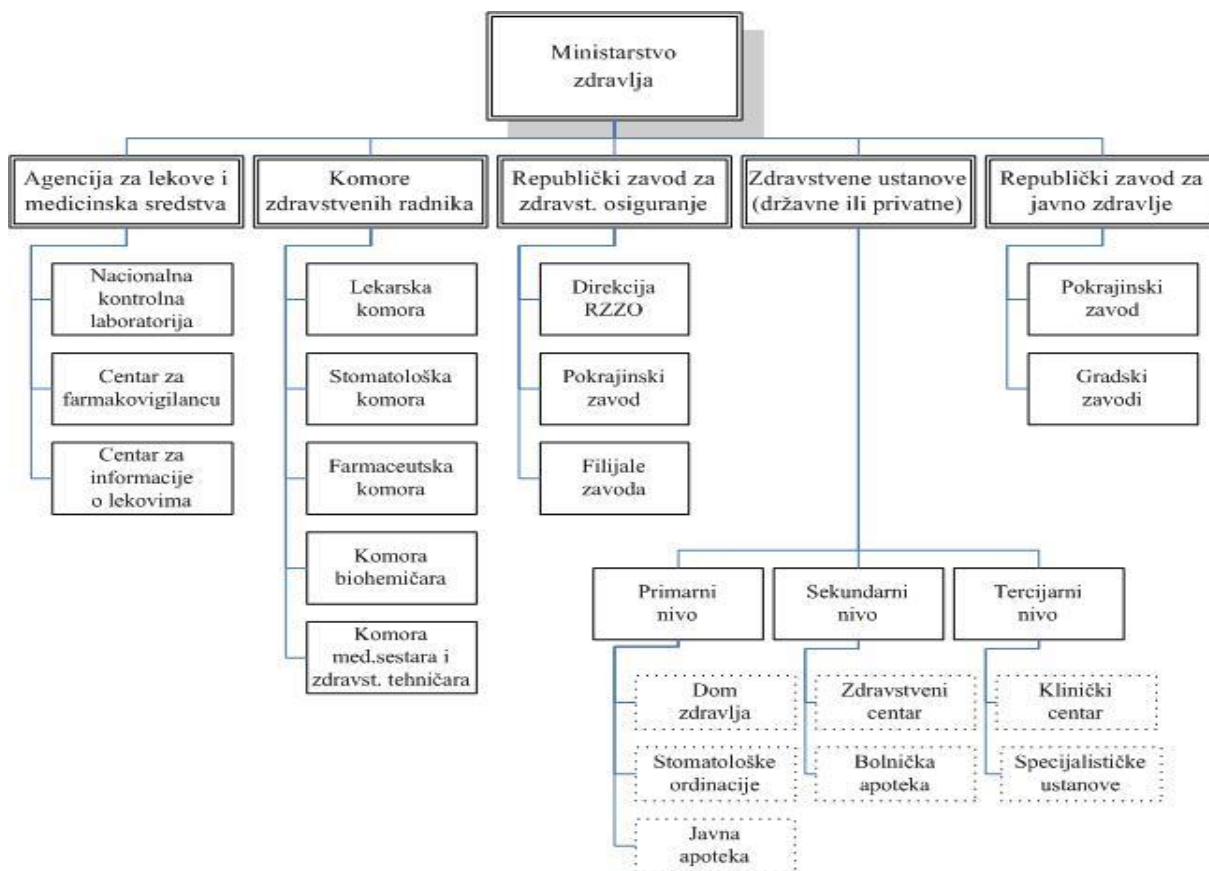 Ministarstvo
zdravlja
Agencija za lekove i
medicinska sredstva
Komore
zdravstvenih radnika
Republički zavod za
zdravst. osiguranje
Zdravstvene ustanove
(državne ili privatne)
Republički zavod za
javno zdravlje
Nacionalna
kontrolna
laboratorija
Centar za
farmakovigilancu
Centar za
informacije
o lekovima
Lekarska
komora
Stomatološka
komora
Farmaceutska
komora
Komora
biohemičara
Komora
med.sestara i
zdravst. tehničara
Direkcija
RZZO
Pokrajinski
zavod
Filijale
zavoda
Primarni
nivo
Dom
zdravlja
Stomatološke
ordinacije
Javna
apoteka
Sekundarni
nivo
Zdravstveni
centar
Bolnička
apoteka
Tercijarni
nivo
Klinički
centar
Specijalističke
ustanove
Pokrajinski
zavod
Gradski
zavodi